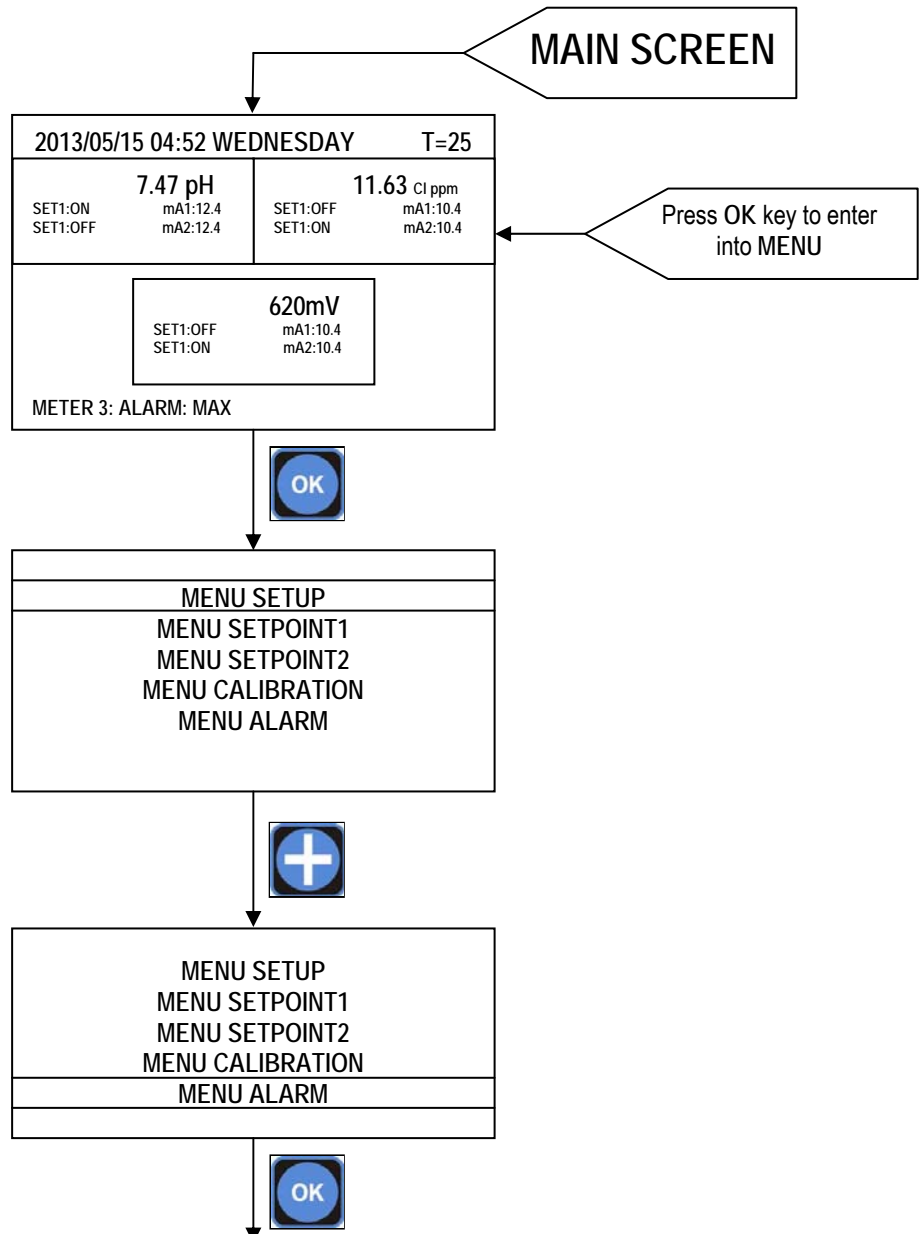 MAIN SCREEN
2013/05/15 04:52 WEDNESDAY T=25
7.47 pH
SET1:ON mA1:12.4
SET1:OFF mA2:12.4
11.63 Cl ppm
SET1:OFF mA1:10.4
SET1:ON mA2:10.4
Press OK key to enter
into MENU
620mV
SET1:OFF mA1:10.4
SET1:ON mA2:10.4
METER 3: ALARM: MAX
OK
MENU SETUP
MENU SETPOINT1
MENU SETPOINT2
MENU CALIBRATION
MENU ALARM
MENU SETUP
MENU SETPOINT1
MENU SETPOINT2
MENU CALIBRATION
MENU ALARM
OK